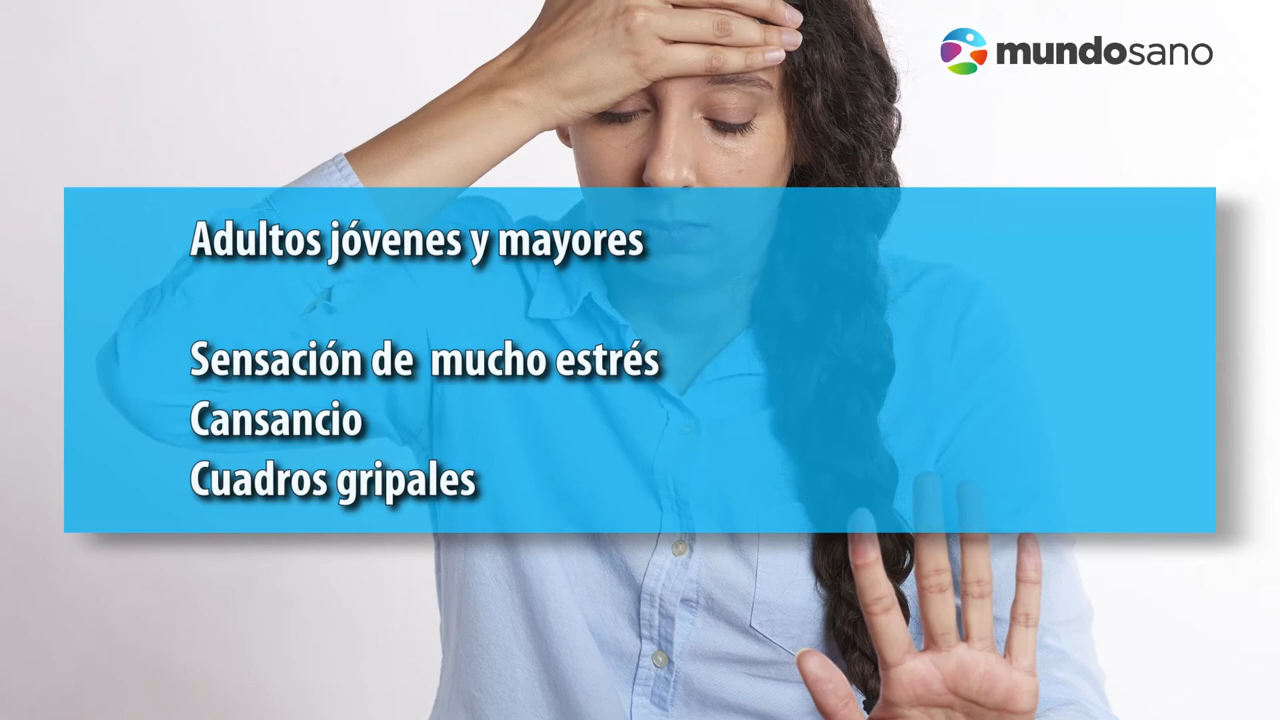 mundosano
Adultos jóvenes y mayores
Sensación de mucho estrés
Cansancio
Cuadros gripales